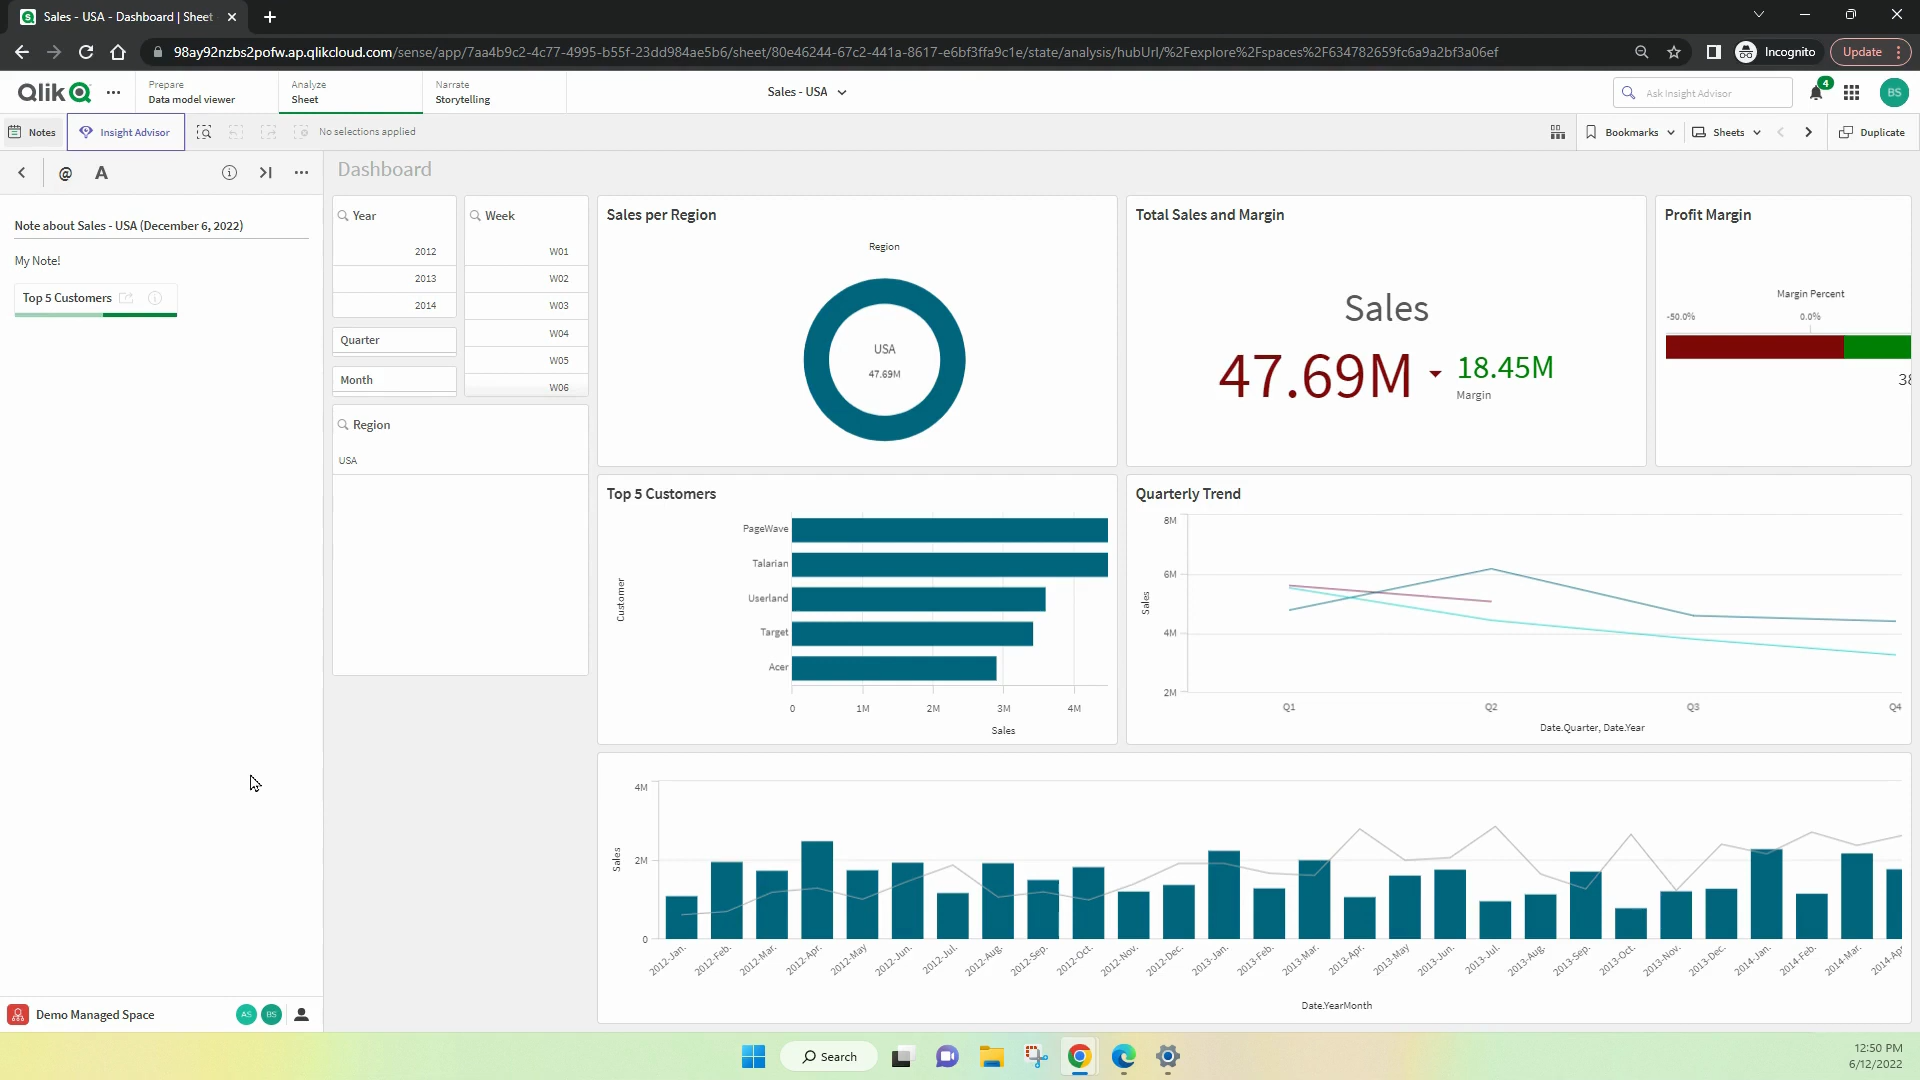 Sales - USA - Dashboard | Sheet
98ay92nzbs2pofw.ap.qlikcloud.com/sense/app/7aa4b9c2-4c77-4995-b55f-23dd984ae5b6/sheet/80e46244-67c2-441a-8617-e6bf3ffa9c1e/state/analysis/hubUrl/%2Fexplore%2Fspaces%2F634782659fc6a9a2bf3a06ef
Incognito
Update
Qlik
Prepare
Data model viewer
Analyze
Sheet
Narrate
Storytelling
Sales - USA
Ask Insight Advisor
4
BS
Notes
Insight Advisor
No selections applied
Bookmarks
Sheets
Duplicate
@
A
Dashboard
Note about Sales - USA (December 6, 2022)
My Note!
Top 5 Customers
Year
2012
2013
2014
Quarter
Month
Week
W01
W02
W03
W04
W05
W06
Region
USA
Sales per Region
Region
USA
47.69M
Total Sales and Margin
Sales
47.69M
18.45M
Margin
Profit Margin
Margin Percent
-50.0%
0.0%
Top 5 Customers
Customer
PageWave
Talarian
Userland
Target
Acer
0
1M
2M
3M
4M
Sales
Quarterly Trend
Sales
8M
6M
4M
2M
Q1
Q2
Q3
Q4
Date.Quarter, Date.Year
Sales
4M
2M
0
2012-Jan.
2012-Feb.
2012-Mar.
2012-Apr.
2012-May
2012-Jun.
2012-Jul.
2012-Aug.
2012-Sep.
2012-Oct.
2012-Nov.
2012-Dec.
2013-Jan.
2013-Feb.
2013-Mar.
2013-Apr.
2013-May
2013-Jun.
2013-Jul.
2013-Aug.
2013-Sep.
2013-Oct.
2013-Nov.
2013-Dec.
2014-Jan.
2014-Feb.
2014-Mar.
2014-Apr
Date.YearMonth
Demo Managed Space
AS
BS
Search
12:50 PM
6/12/2022